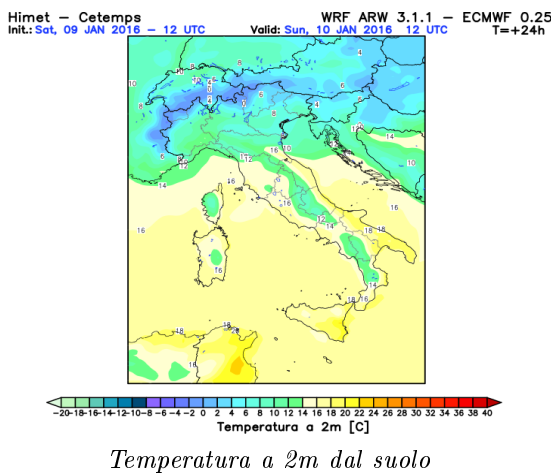 Himet – Cetemps WRF ARW 3.1.1 – ECMWF 0.25
Init.: Sat, 09 JAN 2016 – 12 UTC Valid: Sun, 10 JAN 2016 12 UTC T=+24h
-20-18-16-14-12-10-8 -6 -4 -2 0 2 4 6 8 10 12 14 16 18 20 22 24 26 28 30 32 34 36 38 40
Temperatura a 2m [C]
Temperatura a 2m dal suolo